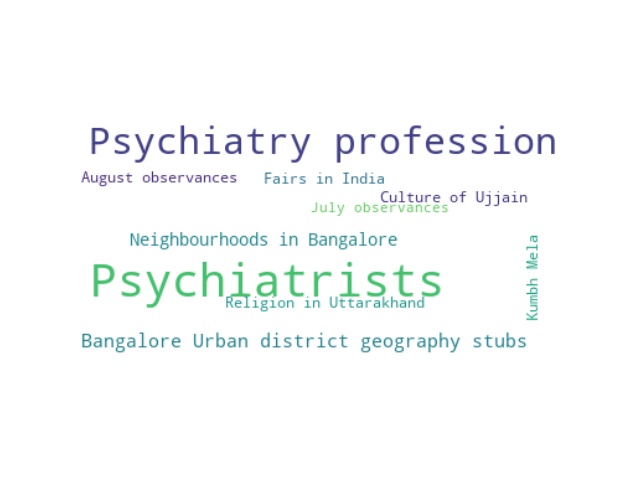 Psychiatry profession
August observances
Fairs in India
Culture of Ujjain
July observances
Neighbourhoods in Bangalore
Kumbh Mela
Psychiatrists
Religion in Uttarakhand
Bangalore Urban district geography stubs